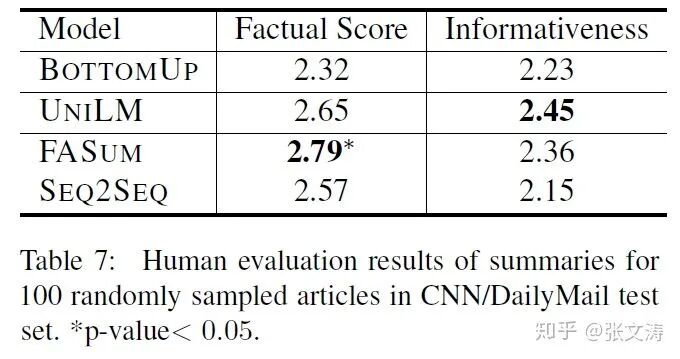 Model Factual Score Informativeness
BOTTOMUP 2.32 2.23
UNILM 2.65 2.45
FASUM 2.79* 2.36
SEQ2SEQ 2.57 2.15
Table 7: Human evaluation results of summaries for
100 randomly sampled articles in CNN/DailyMail test
set. *p-value< 0.05.
知乎 @张文涛